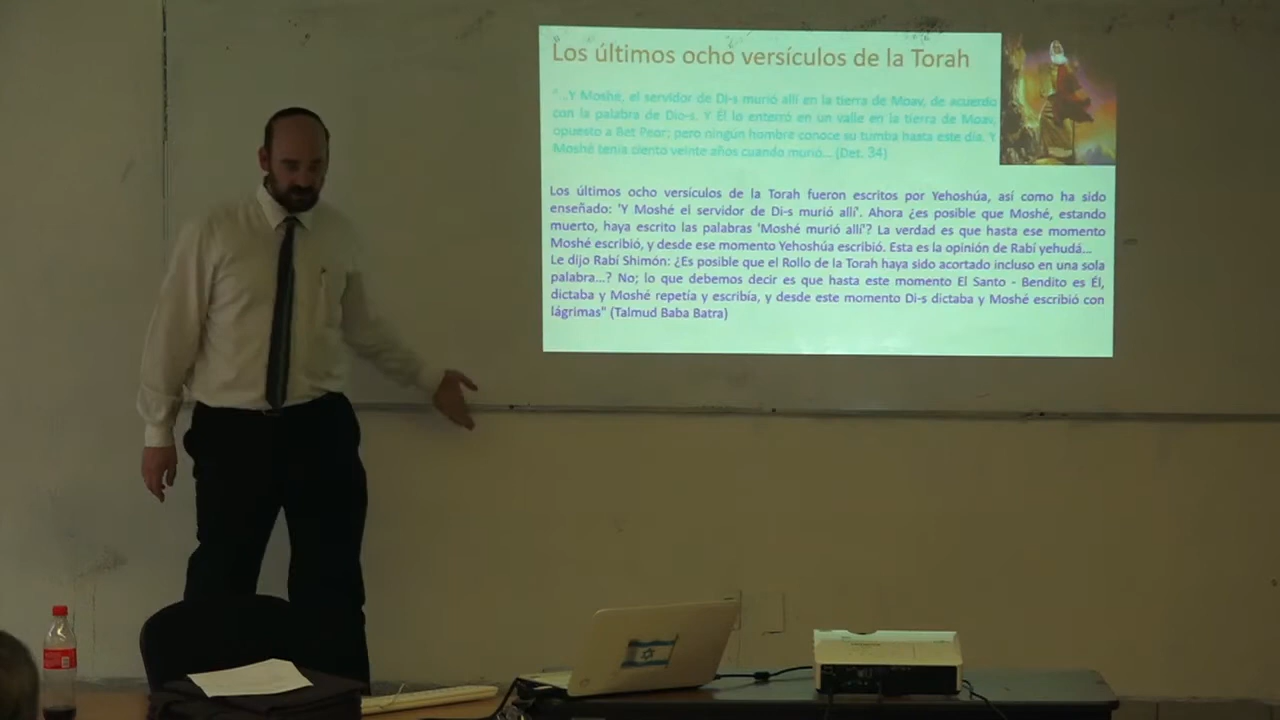 Los últimos ocho versículos de la Torah
"...Y Moshé, el servidor de Di-s murió allí en la tierra de Moav, de acuerdo
con la palabra de Dio-s. Y Él lo enterró en un valle en la tierra de Moav,
opuesto a Bet Peor; pero ningún hombre conoce su tumba hasta este día. Y
Moshé tenía ciento veinte años cuando murió... (Det. 34)
Los últimos ocho versículos de la Torah fueron escritos por Yehoshúa, así como ha sido
enseñado: 'Y Moshé el servidor de Di-s murió allí'. Ahora ¿es posible que Moshé, estando
muerto, haya escrito las palabras 'Moshé murió allí'? La verdad es que hasta ese momento
Moshé escribió, y desde ese momento Yehoshúa escribió. Esta es la opinión de Rabí yehudá...
Le dijo Rabí Shimón: ¿Es posible que el Rollo de la Torah haya sido acortado incluso en una sola
palabra...? No; lo que debemos decir es que hasta este momento El Santo - Bendito es Él,
dictaba y Moshé repetía y escribía, y desde este momento Di-s dictaba y Moshé escribió con
lágrimas" (Talmud Baba Batra)